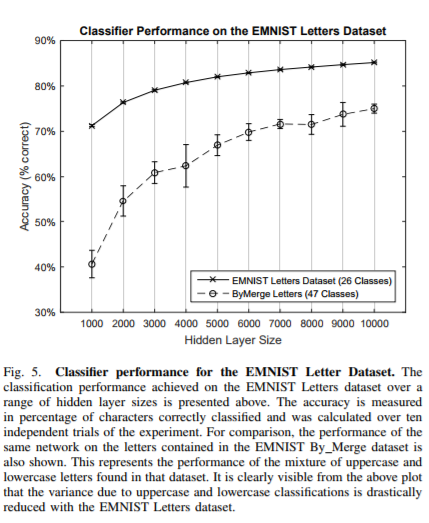 Classifier Performance on the EMNIST Letters Dataset
90%
80%
70%
60%
50%
40%
30%
Accuracy (% correct)
EMNIST Letters Dataset (26 Classes)
ByMerge Letters (47 Classes)
1000 2000 3000 4000 5000 6000 7000 8000 9000 10000
Hidden Layer Size
Fig. 5. Classifier performance for the EMNIST Letter Dataset. The
classification performance achieved on the EMNIST Letters dataset over a
range of hidden layer sizes is presented above. The accuracy is measured
in percentage of characters correctly classified and was calculated over ten
independent trials of the experiment. For comparison, the performance of the
same network on the letters contained in the EMNIST By_Merge dataset is
also shown. This represents the performance of the mixture of uppercase and
lowercase letters found in that dataset. It is clearly visible from the above plot
that the variance due to uppercase and lowercase classifications is drastically
reduced with the EMNIST Letters dataset.